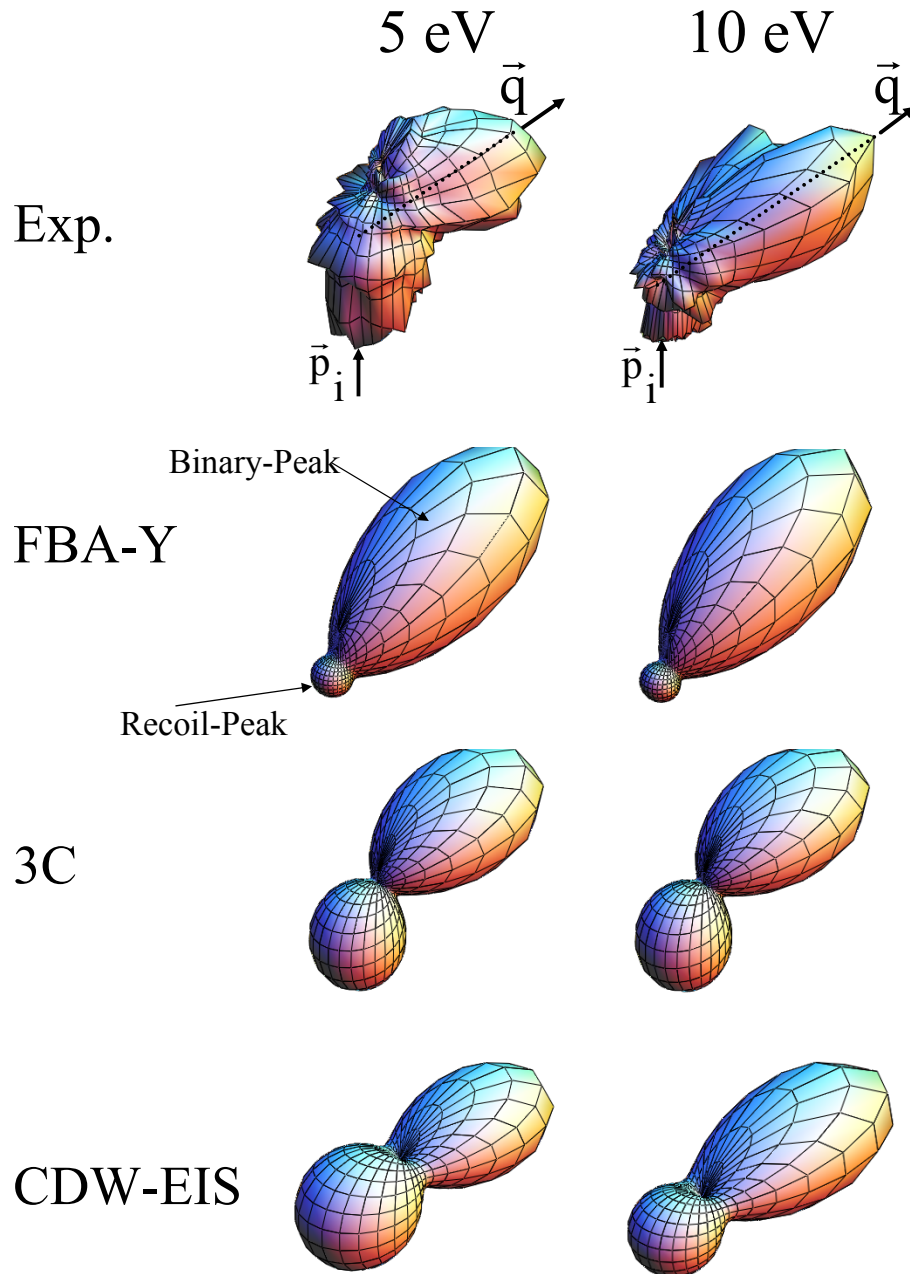 5 eV 10 eV
q⃗ q⃗
Exp.
p⃗i p⃗i
Binary-Peak
FBA-Y
Recoil-Peak
3C
CDW-EIS